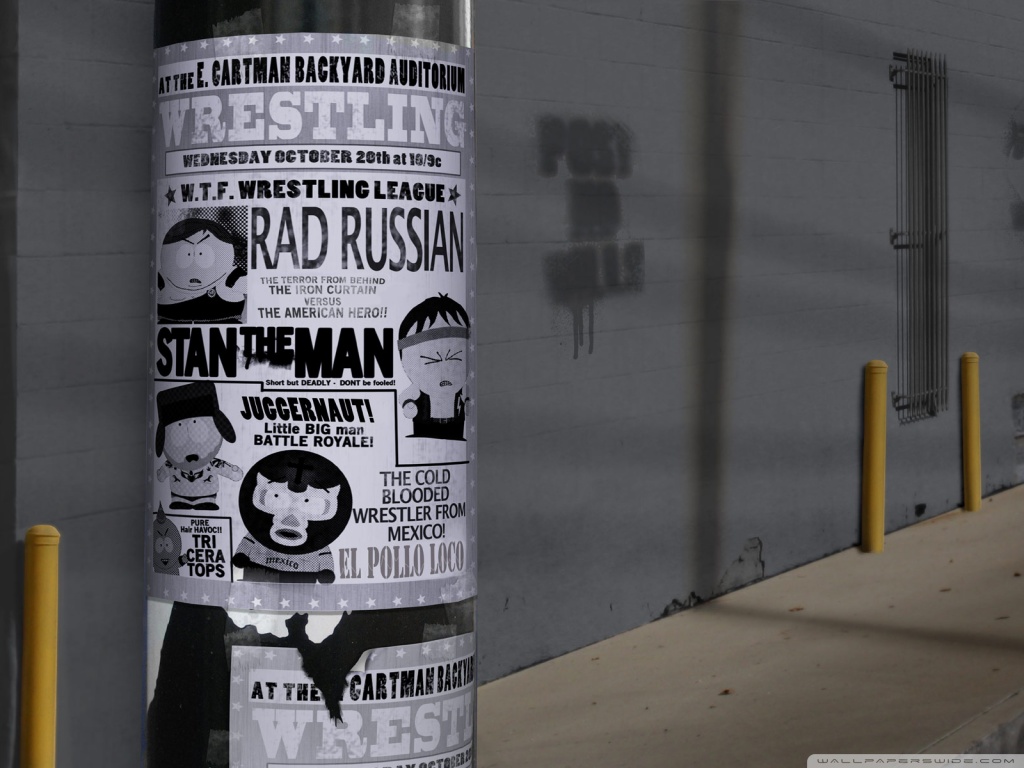 AT THE E. CARTMAN BACKYARD AUDITORIUM
WRESTLING
WEDNESDAY OCTOBER 20th at 10/9c
W.T.F. WRESTLING LEAGUE
RAD RUSSIAN
THE TERROR FROM BEHIND
THE IRON CURTAIN
VERSUS
THE AMERICAN HERO!!
STAN THE MAN
Short but DEADLY - DONT be fooled!
JUGGERNAUT!
Little BIG man
BATTLE ROYALE!
THE COLD
BLOODED
WRESTLER FROM
MEXICO!
EL POLLO LOCO
mexico
PURE
Hair HAVOC!!
TRI
CERA
TOPS
AT THE CARTMAN BACKYA
WRESTL
AY OCTOBER 20
WALLPAPERSWIDE.COM